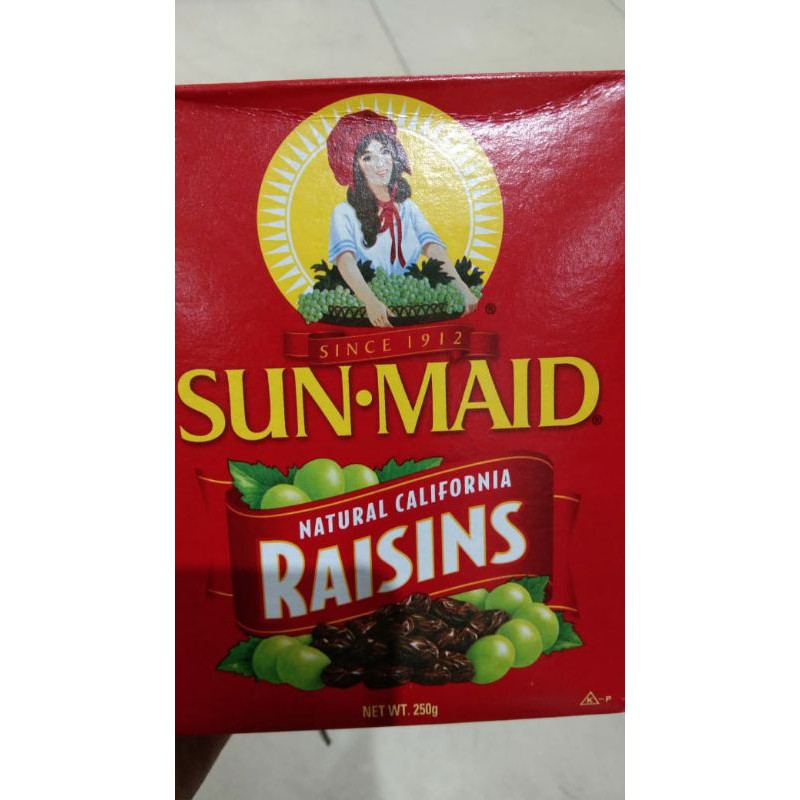 ®
SINCE 1912
SUN•MAID®
NATURAL CALIFORNIA
RAISINS
NET WT. 250g
K-P